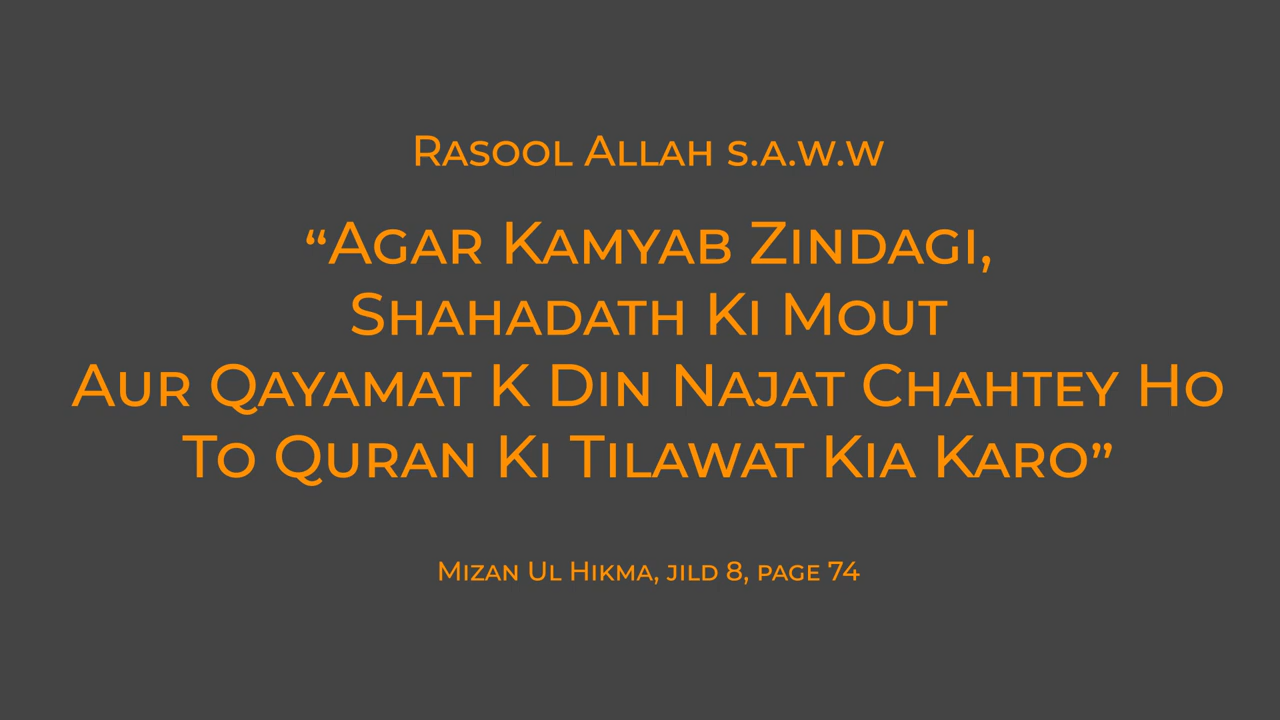 Rasool Allah s.a.w.w
“Agar Kamyab Zindagi,
Shahadath Ki Mout
Aur Qayamat K Din Najat Chahtey Ho
To Quran Ki Tilawat Kia Karo”
Mizan Ul Hikma, jild 8, page 74